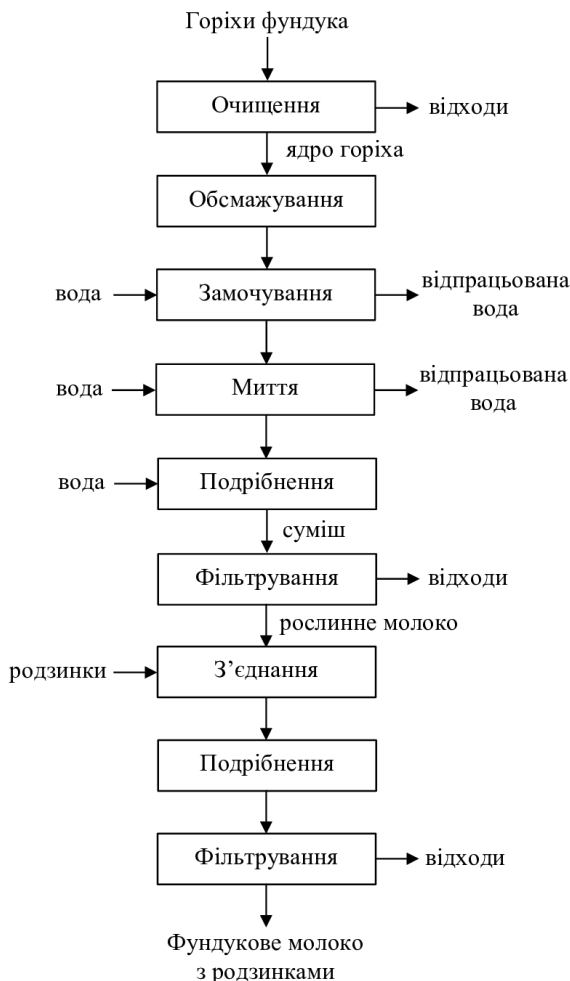 Горіхи фундука
Очищення
відходи
ядро горіха
Обсмажування
вода
Замочування
відпрацьована
вода
вода
Миття
відпрацьована
вода
вода
Подрібнення
суміш
Фільтрування
відходи
рослинне молоко
родзинки
З’єднання
Подрібнення
Фільтрування
відходи
Фундукове молоко
з родзинками